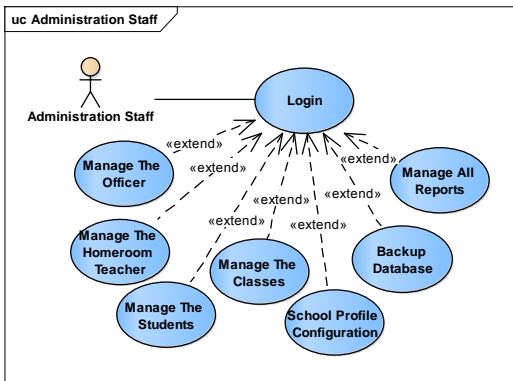 uc Administration Staff
Administration Staff
Login
«extend»
«extend»
«extend»
«extend»
«extend»
«extend»
«extend»
Manage The
Officer
Manage The
Homeroom
Teacher
Manage The
Students
Manage The
Classes
School Profile
Configuration
Backup
Database
Manage All
Reports